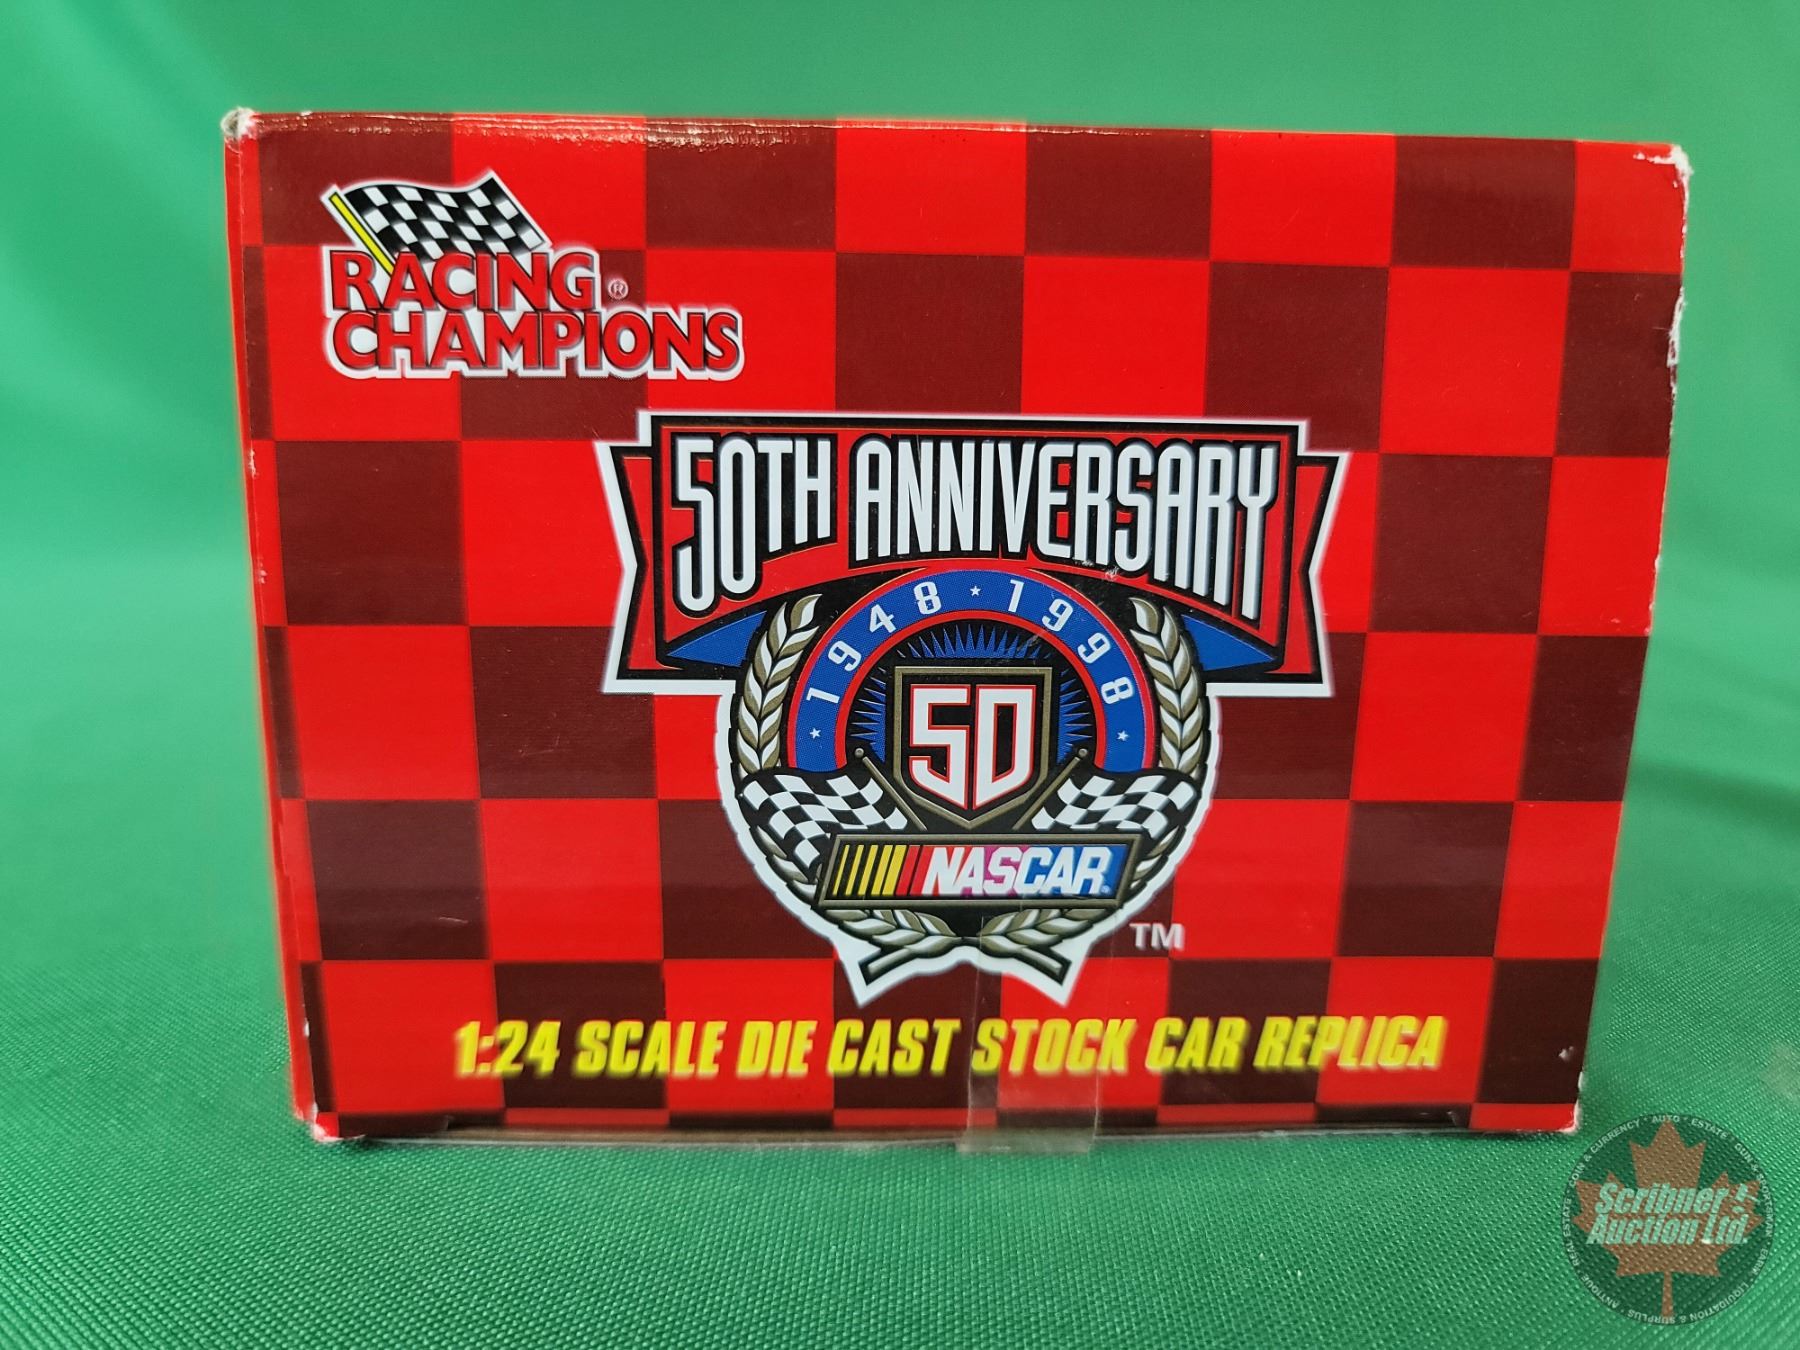 RACING®
CHAMPIONS
50TH ANNIVERSARY
1948 * 1998
50
NASCAR®
TM
1:24 SCALE DIE CAST STOCK CAR REPLICA
Scribner's
Auction Ltd.